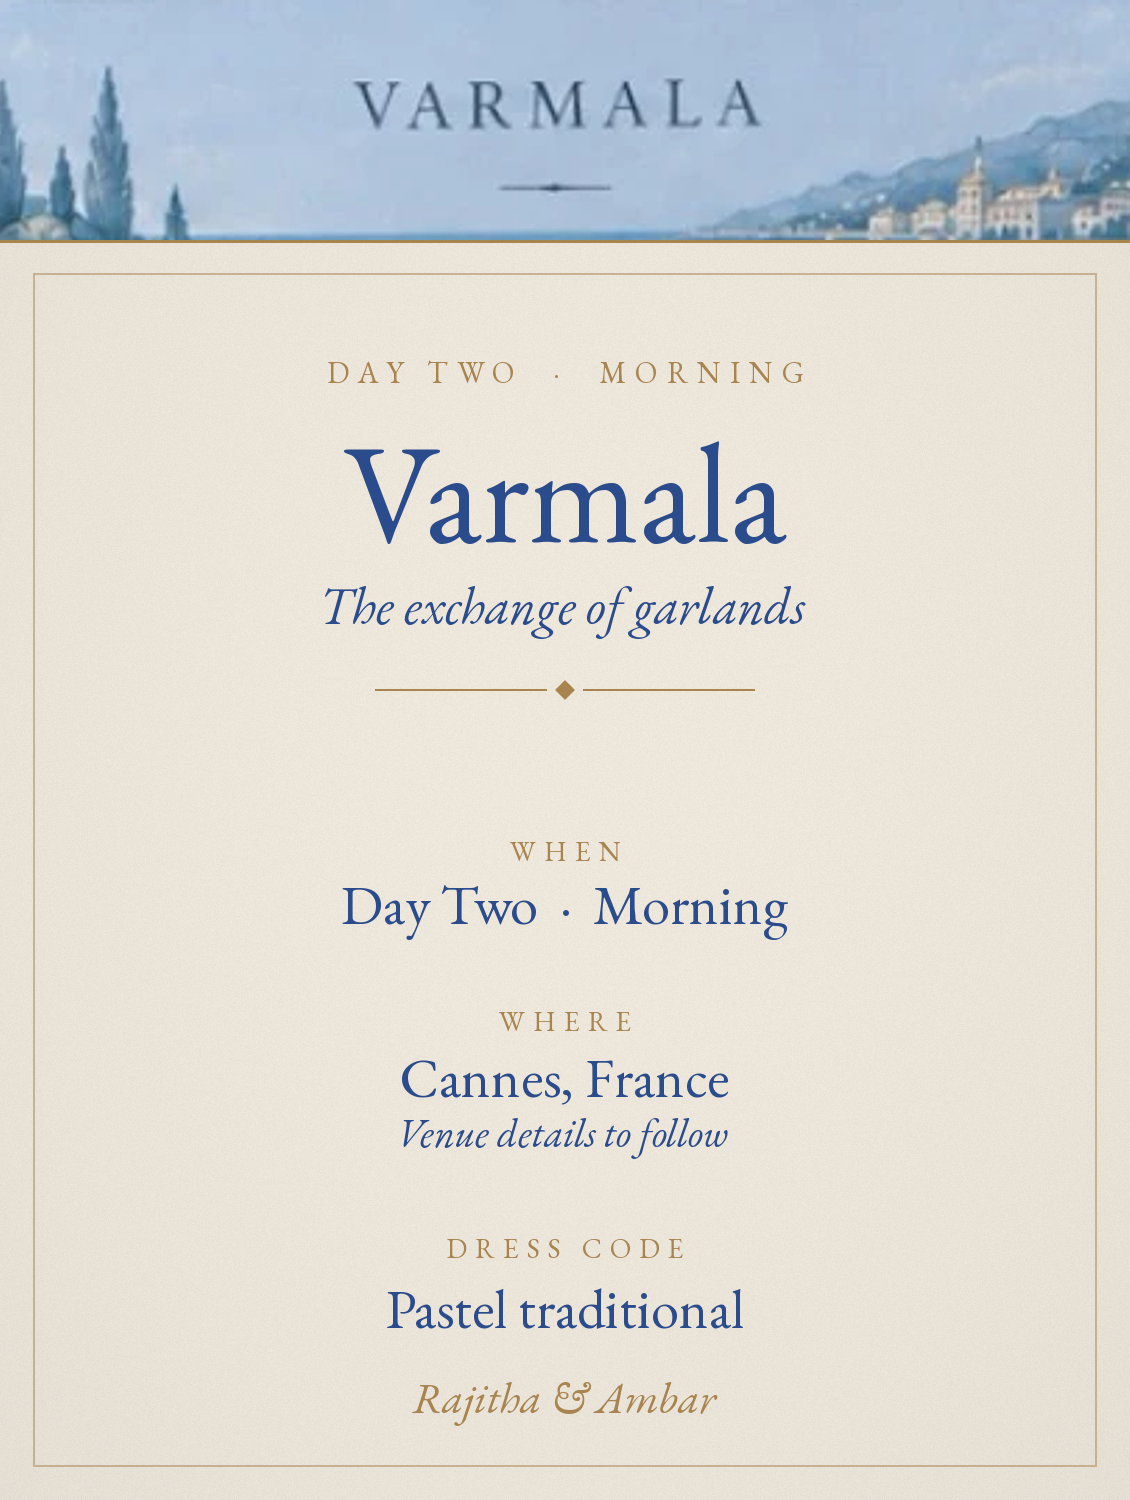 VARMALA
DAY TWO · MORNING
Varmala
The exchange of garlands
WHEN
Day Two · Morning
WHERE
Cannes, France
Venue details to follow
DRESS CODE
Pastel traditional
Rajitha & Ambar